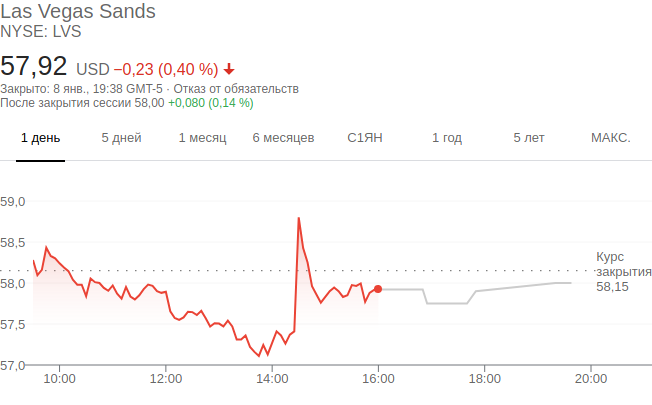 Las Vegas Sands
NYSE: LVS
57,92 USD −0,23 (0,40 %)
Закрыто: 8 янв., 19:38 GMT-5 · Отказ от обязательств
После закрытия сессии 58,00 +0,080 (0,14 %)
1 день 5 дней 1 месяц 6 месяцев С1ЯН 1 год 5 лет МАКС.
59,0
58,5
Курс
закрытия
58,15
58,0
57,5
57,0
10:00 12:00 14:00 16:00 18:00 20:00